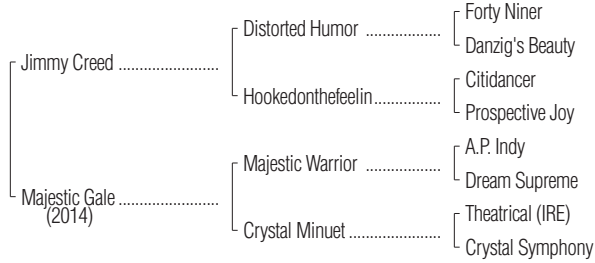 Forty Niner
Distorted Humor ..................
Danzig's Beauty
Jimmy Creed ........................
Citidancer
Hookedonthefeelin................
Prospective Joy
A.P. Indy
Majestic Warrior ..................
Dream Supreme
Majestic Gale ........................
(2014)
Theatrical (IRE)
Crystal Minuet ......................
Crystal Symphony